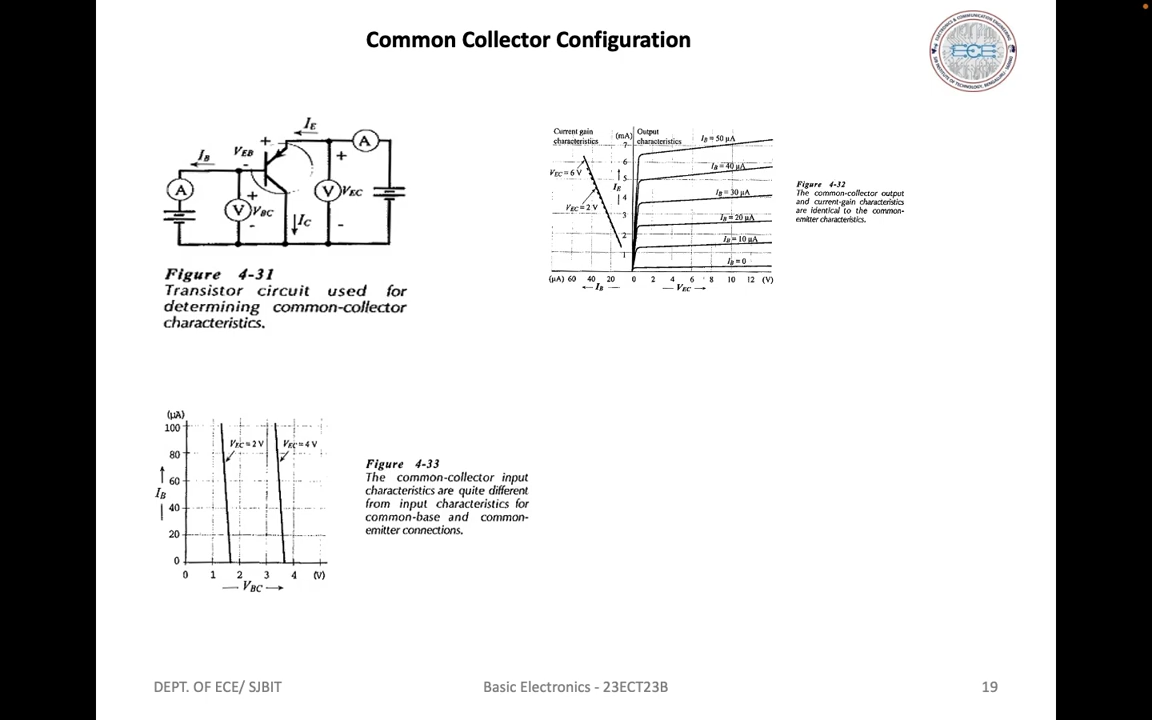 Common Collector Configuration
ELECTRONICS & COMMUNICATION ENGINEERING
ECE
IE
A
+
VEB
-
IB
+
A
V
VEC
+
V
VBC
-
IC
-
Figure 4-31
Transistor circuit used for
determining common-collector
characteristics.
Current gain
characteristics
(mA)
Output
characteristics
IB = 50 μA
7
6
IB = 40 μA
VEC = 6 V
5
IE
IB = 30 μA
4
VEC = 2 V
3
IB = 20 μA
2
IB = 10 μA
1
IB = 0
(μA) 60 40 20 0 2 4 6 8 10 12 (V)
IB
VEC
Figure 4-32
The common-collector output
and current-gain characteristics
are identical to the common-
emitter characteristics.
(μA)
100
VEC = 2 V
VEC = 4 V
80
60
IB
40
20
0
0 1 2 3 4 (V)
VBC
Figure 4-33
The common-collector input
characteristics are quite different
from input characteristics for
common-base and common-
emitter connections.
DEPT. OF ECE/ SJBIT
Basic Electronics - 23ECT23B
19